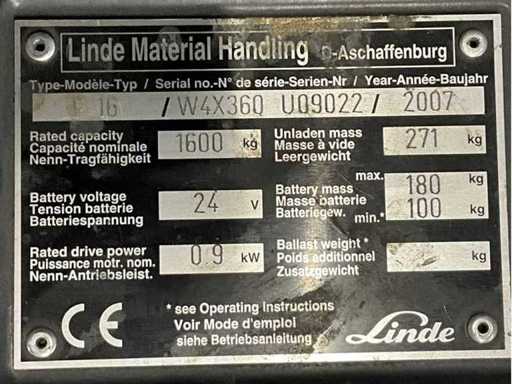 Linde Material Handling D-Aschaffenburg
Type-Modèle-Typ / Serial no.-N° de série-Serien-Nr / Year-Année-Baujahr
16 / W4X360 U09022 / 2007
Rated capacity
Capacité nominale
Nenn-Tragfähigkeit
1600 kg
Unladen mass
Masse à vide
Leergewicht
271 kg
Battery voltage
Tension batterie
Batteriespannung
24 V
max.
Battery mass
Masse batterie
Batteriegew. min.*
180 kg
100 kg
Rated drive power
Puissance motr. nom.
Nenn-Antriebsleist.
0.9 kW
Ballast weight *
Poids additionnel
Zusatzgewicht
kg
CE
* see Operating Instructions
Voir Mode d'emploi
siehe Betriebsanleitung
Linde